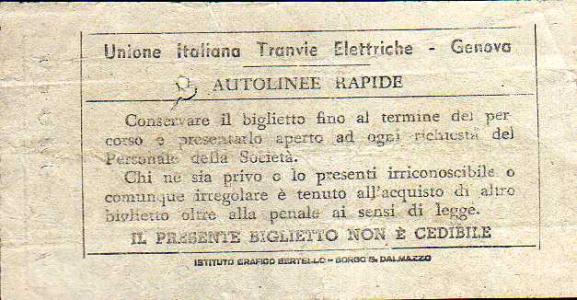 Unione Italiana Tranvie Elettriche - Genova
AUTOLINEE RAPIDE
Conservare il biglietto fino al termine del per
corso e presentarlo aperto ad ogni richiesta del
Personale della Società.
Chi ne sia privo o lo presenti irriconoscibile o
comunque irregolare è tenuto all'acquisto di altro
biglietto oltre alla penale ai sensi di legge.
IL PRESENTE BIGLIETTO NON È CEDIBILE
ISTITUTO GRAFICO BERTELLO - BORGO S. DALMAZZO